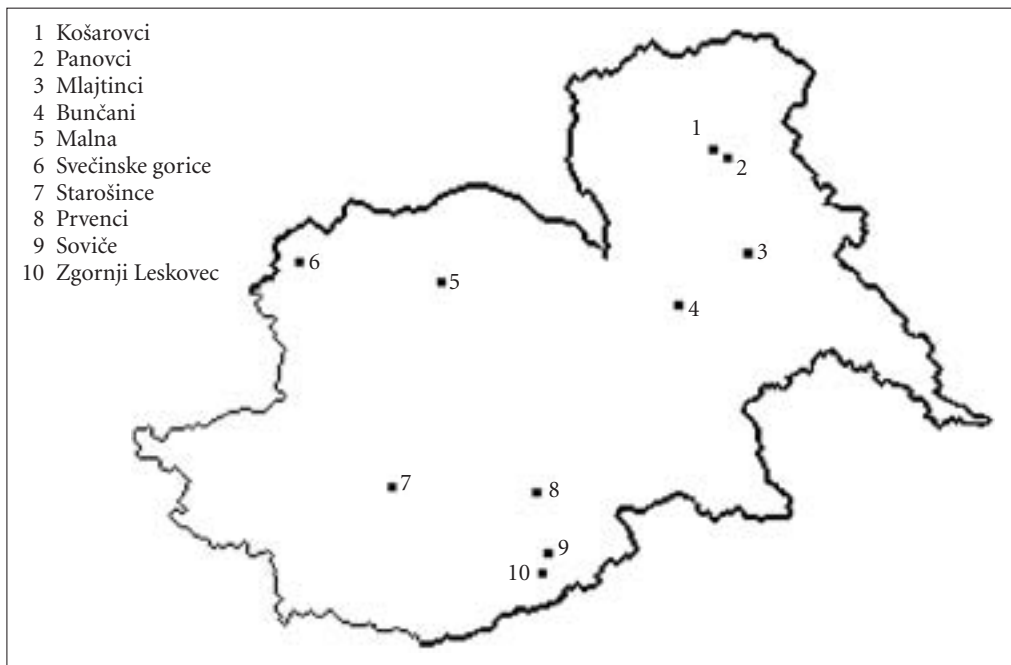 1 Košarovci
2 Panovci
3 Mlajtinci
4 Bunčani
5 Malna
6 Svečinske gorice
7 Starošince
8 Prvenci
9 Soviče
10 Zgornji Leskovec
1
2
3
6
5
4
7
8
9
10